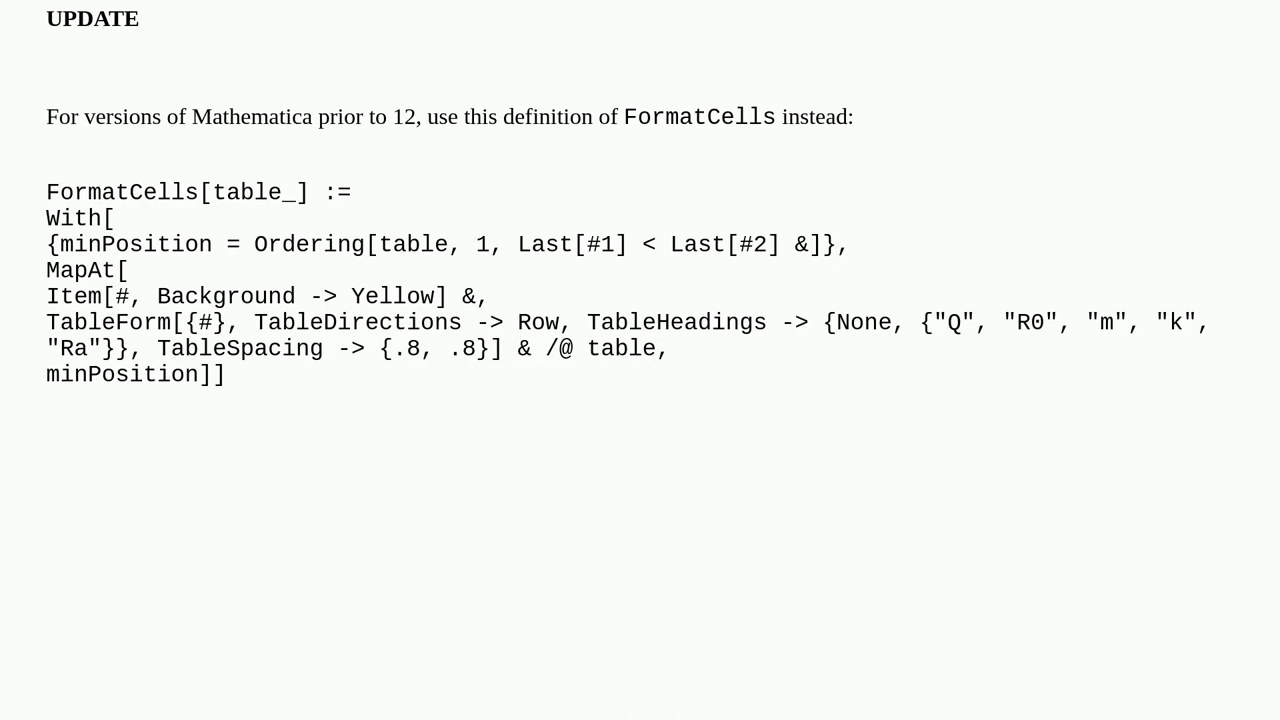 UPDATE
For versions of Mathematica prior to 12, use this definition of FormatCells instead:
FormatCells[table_] :=
With[
{minPosition = Ordering[table, 1, Last[#1] < Last[#2] &]},
MapAt[
Item[#, Background -> Yellow] &,
TableForm[{#}, TableDirections -> Row, TableHeadings -> {None, {"Q", "R0", "m", "k",
"Ra"}}, TableSpacing -> {.8, .8}] & /@ table,
minPosition]]